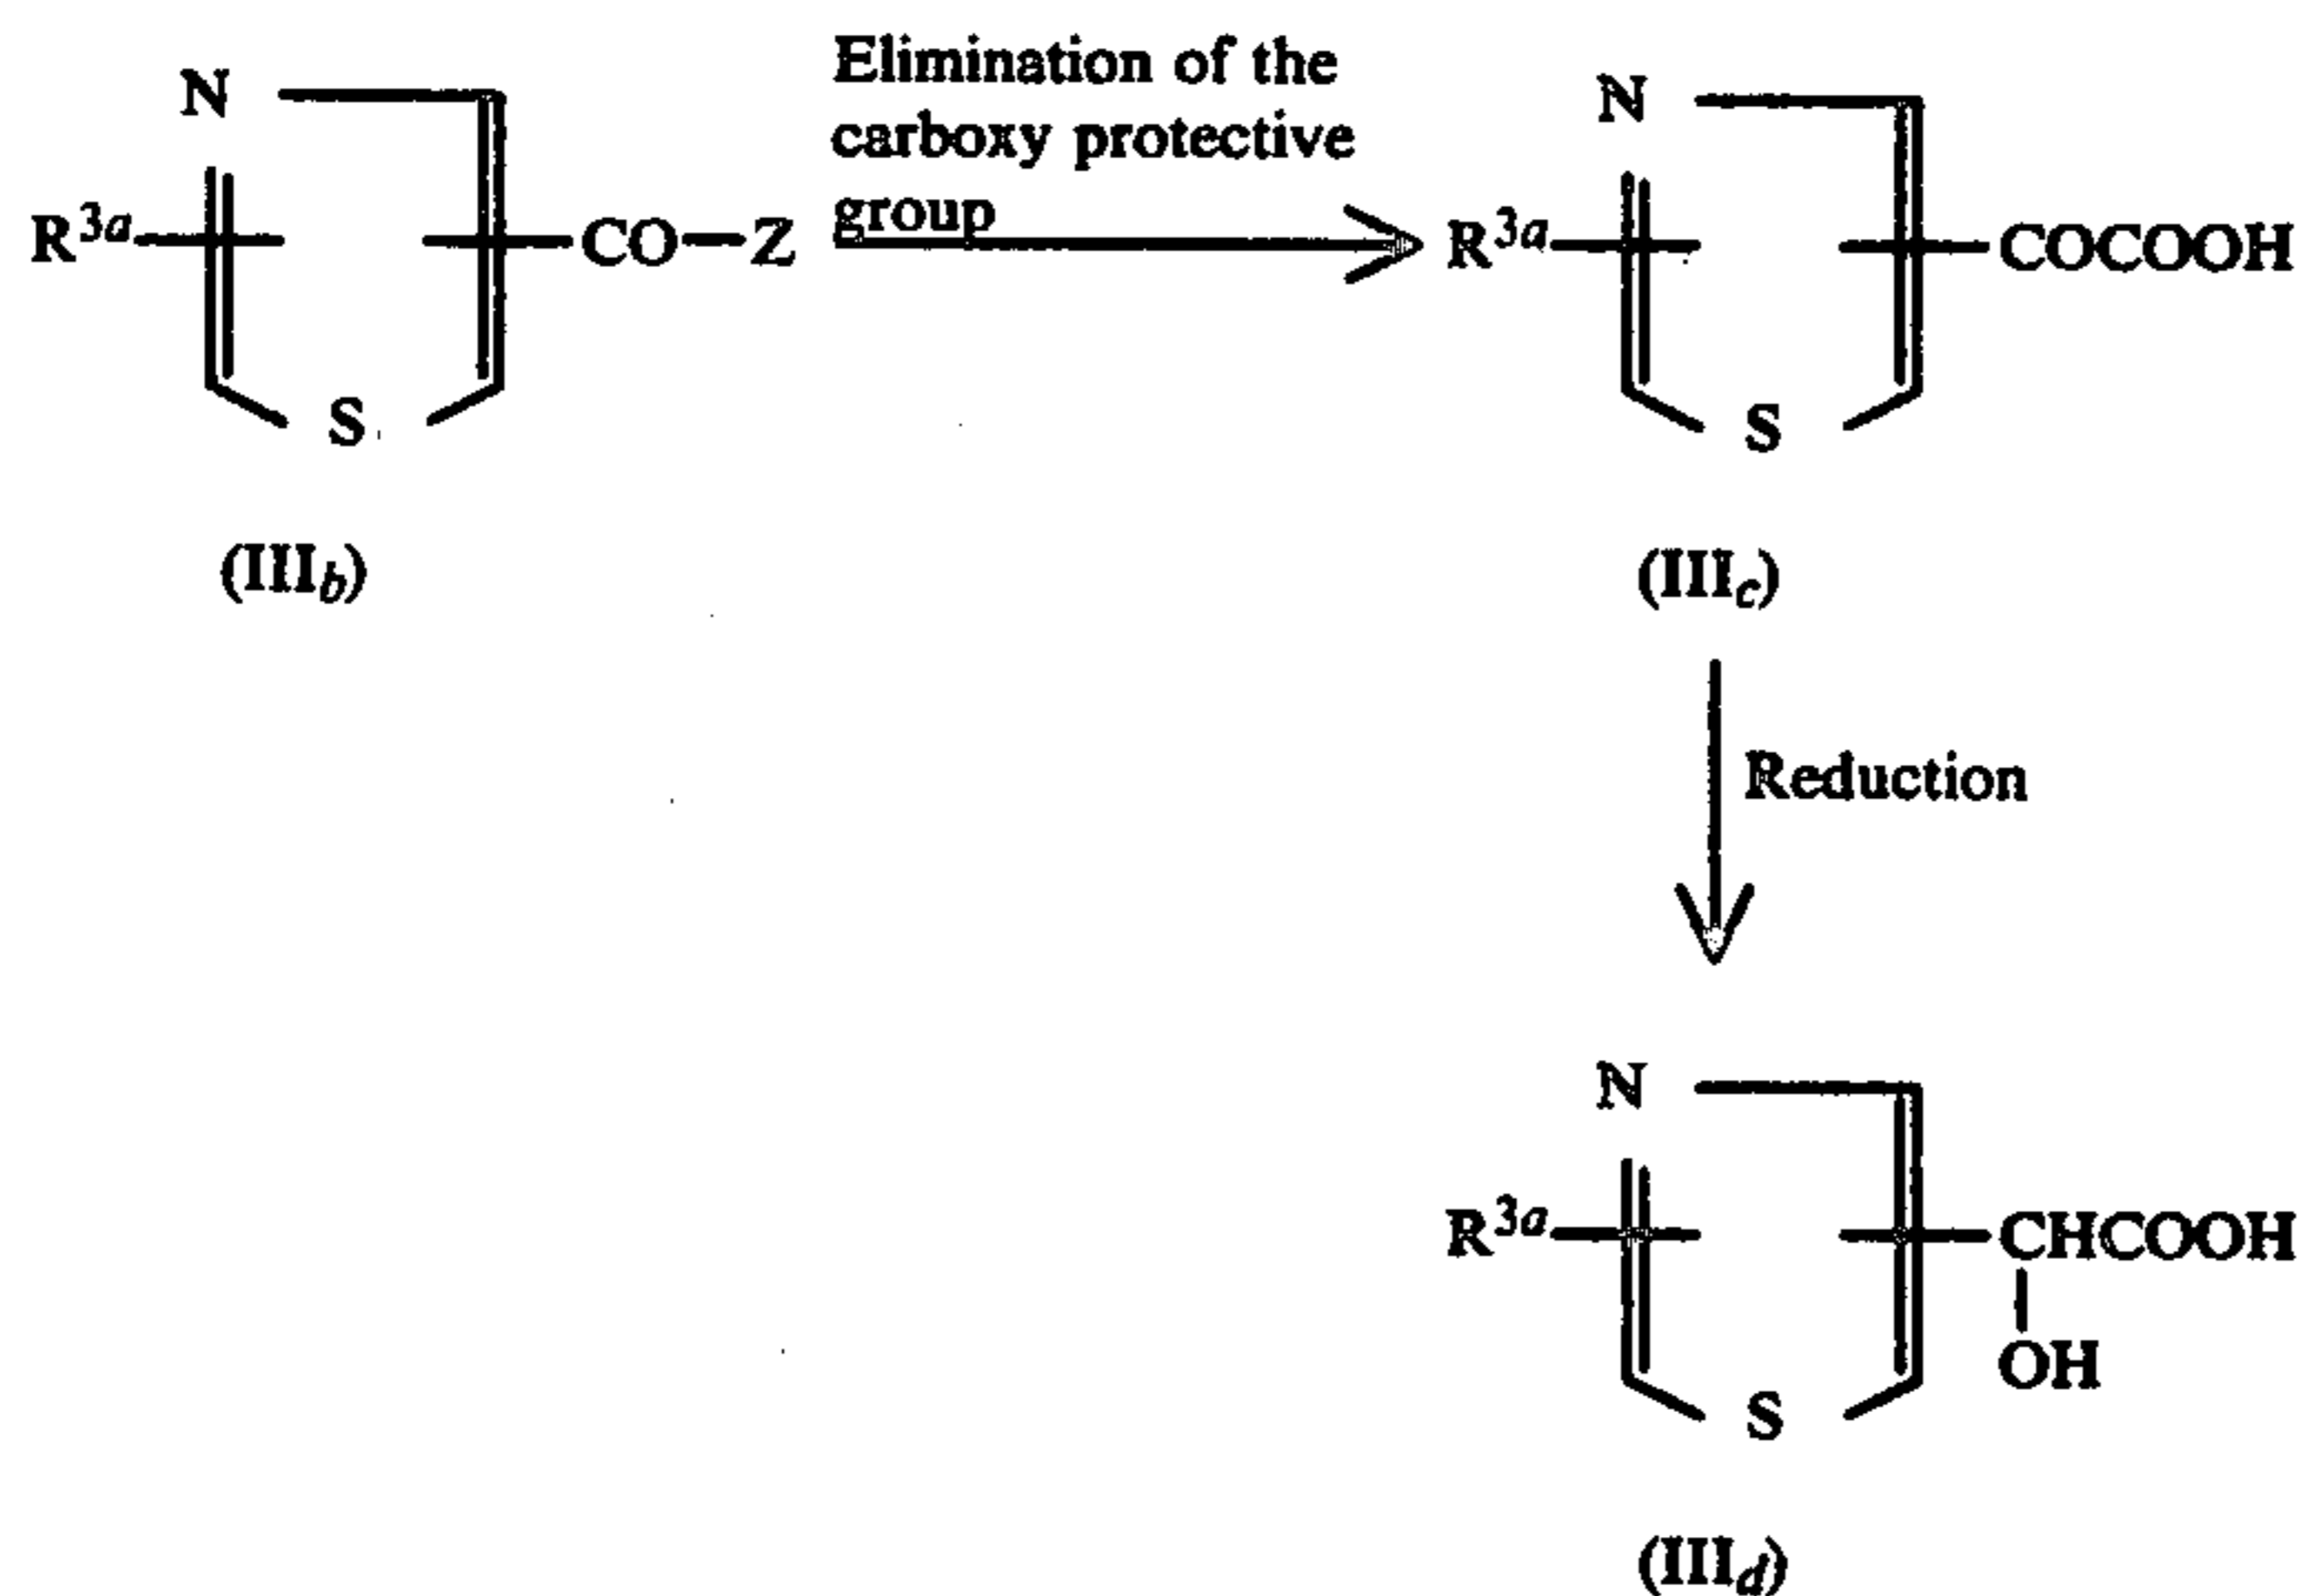 Elimination of the
carboxy protective
group
N
R3a
CO—Z
S
(IIIb)
N
R3a
COCOOH
S
(IIIc)
Reduction
N
R3a
CHCOOH
OH
S
(IIId)